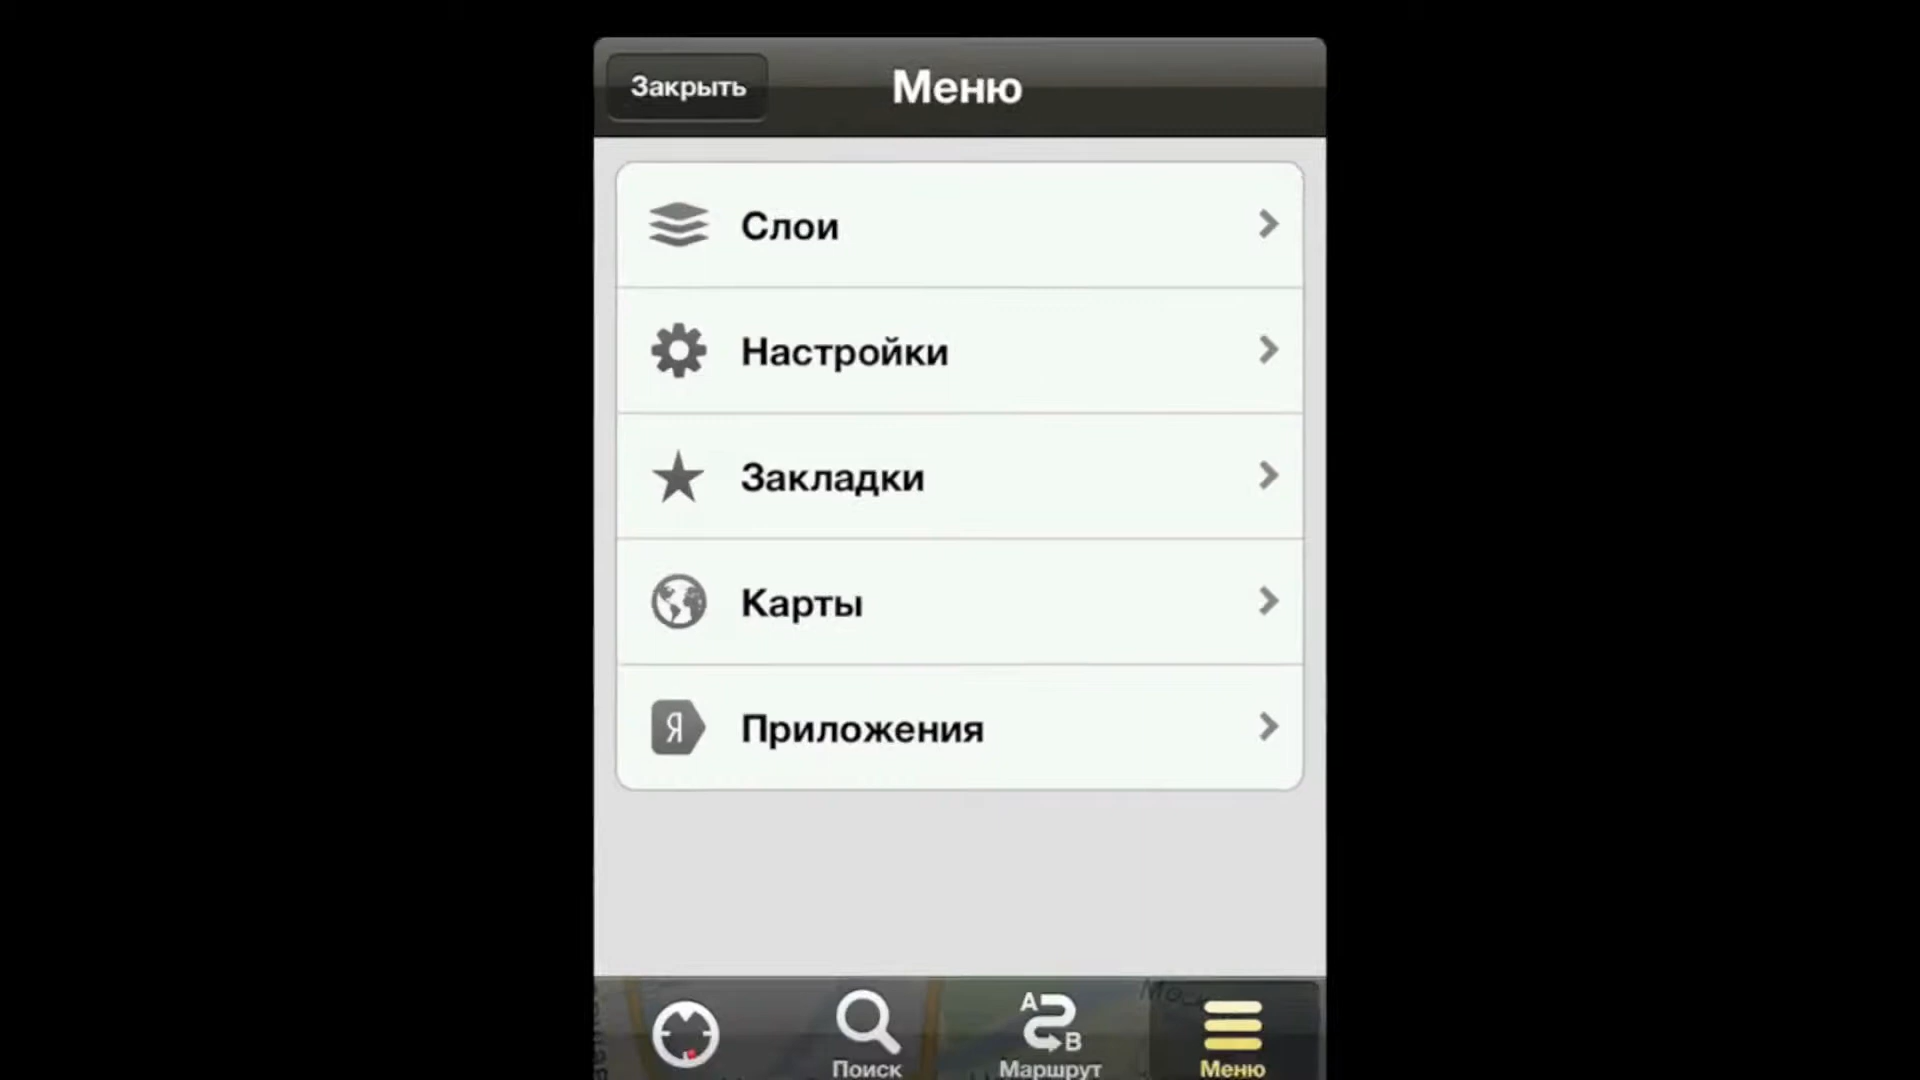 Закрыть
Меню
Слои
Настройки
Закладки
Карты
Я
Приложения
A
B
Поиск
Маршрут
Меню